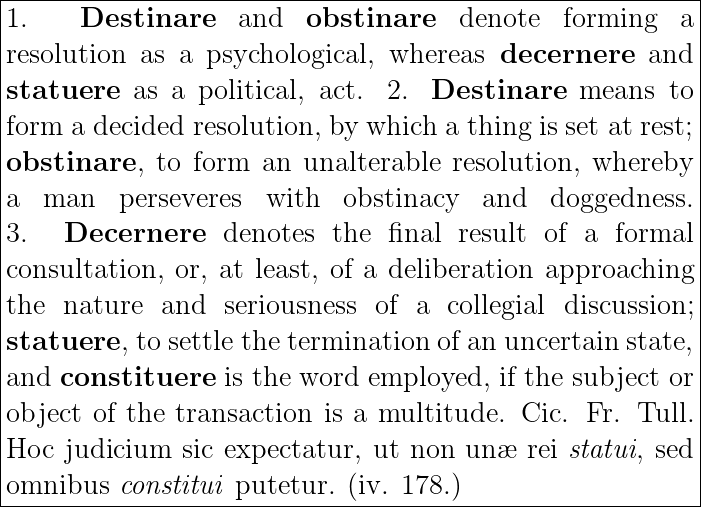 1. Destinare and obstinare denote forming a
resolution as a psychological, whereas decernere and
statuere as a political, act. 2. Destinare means to
form a decided resolution, by which a thing is set at rest;
obstinare, to form an unalterable resolution, whereby
a man perseveres with obstinacy and doggedness.
3. Decernere denotes the final result of a formal
consultation, or, at least, of a deliberation approaching
the nature and seriousness of a collegial discussion;
statuere, to settle the termination of an uncertain state,
and constituere is the word employed, if the subject or
object of the transaction is a multitude. Cic. Fr. Tull.
Hoc judicium sic expectatur, ut non unæ rei statui, sed
omnibus constitui putetur. (iv. 178.)